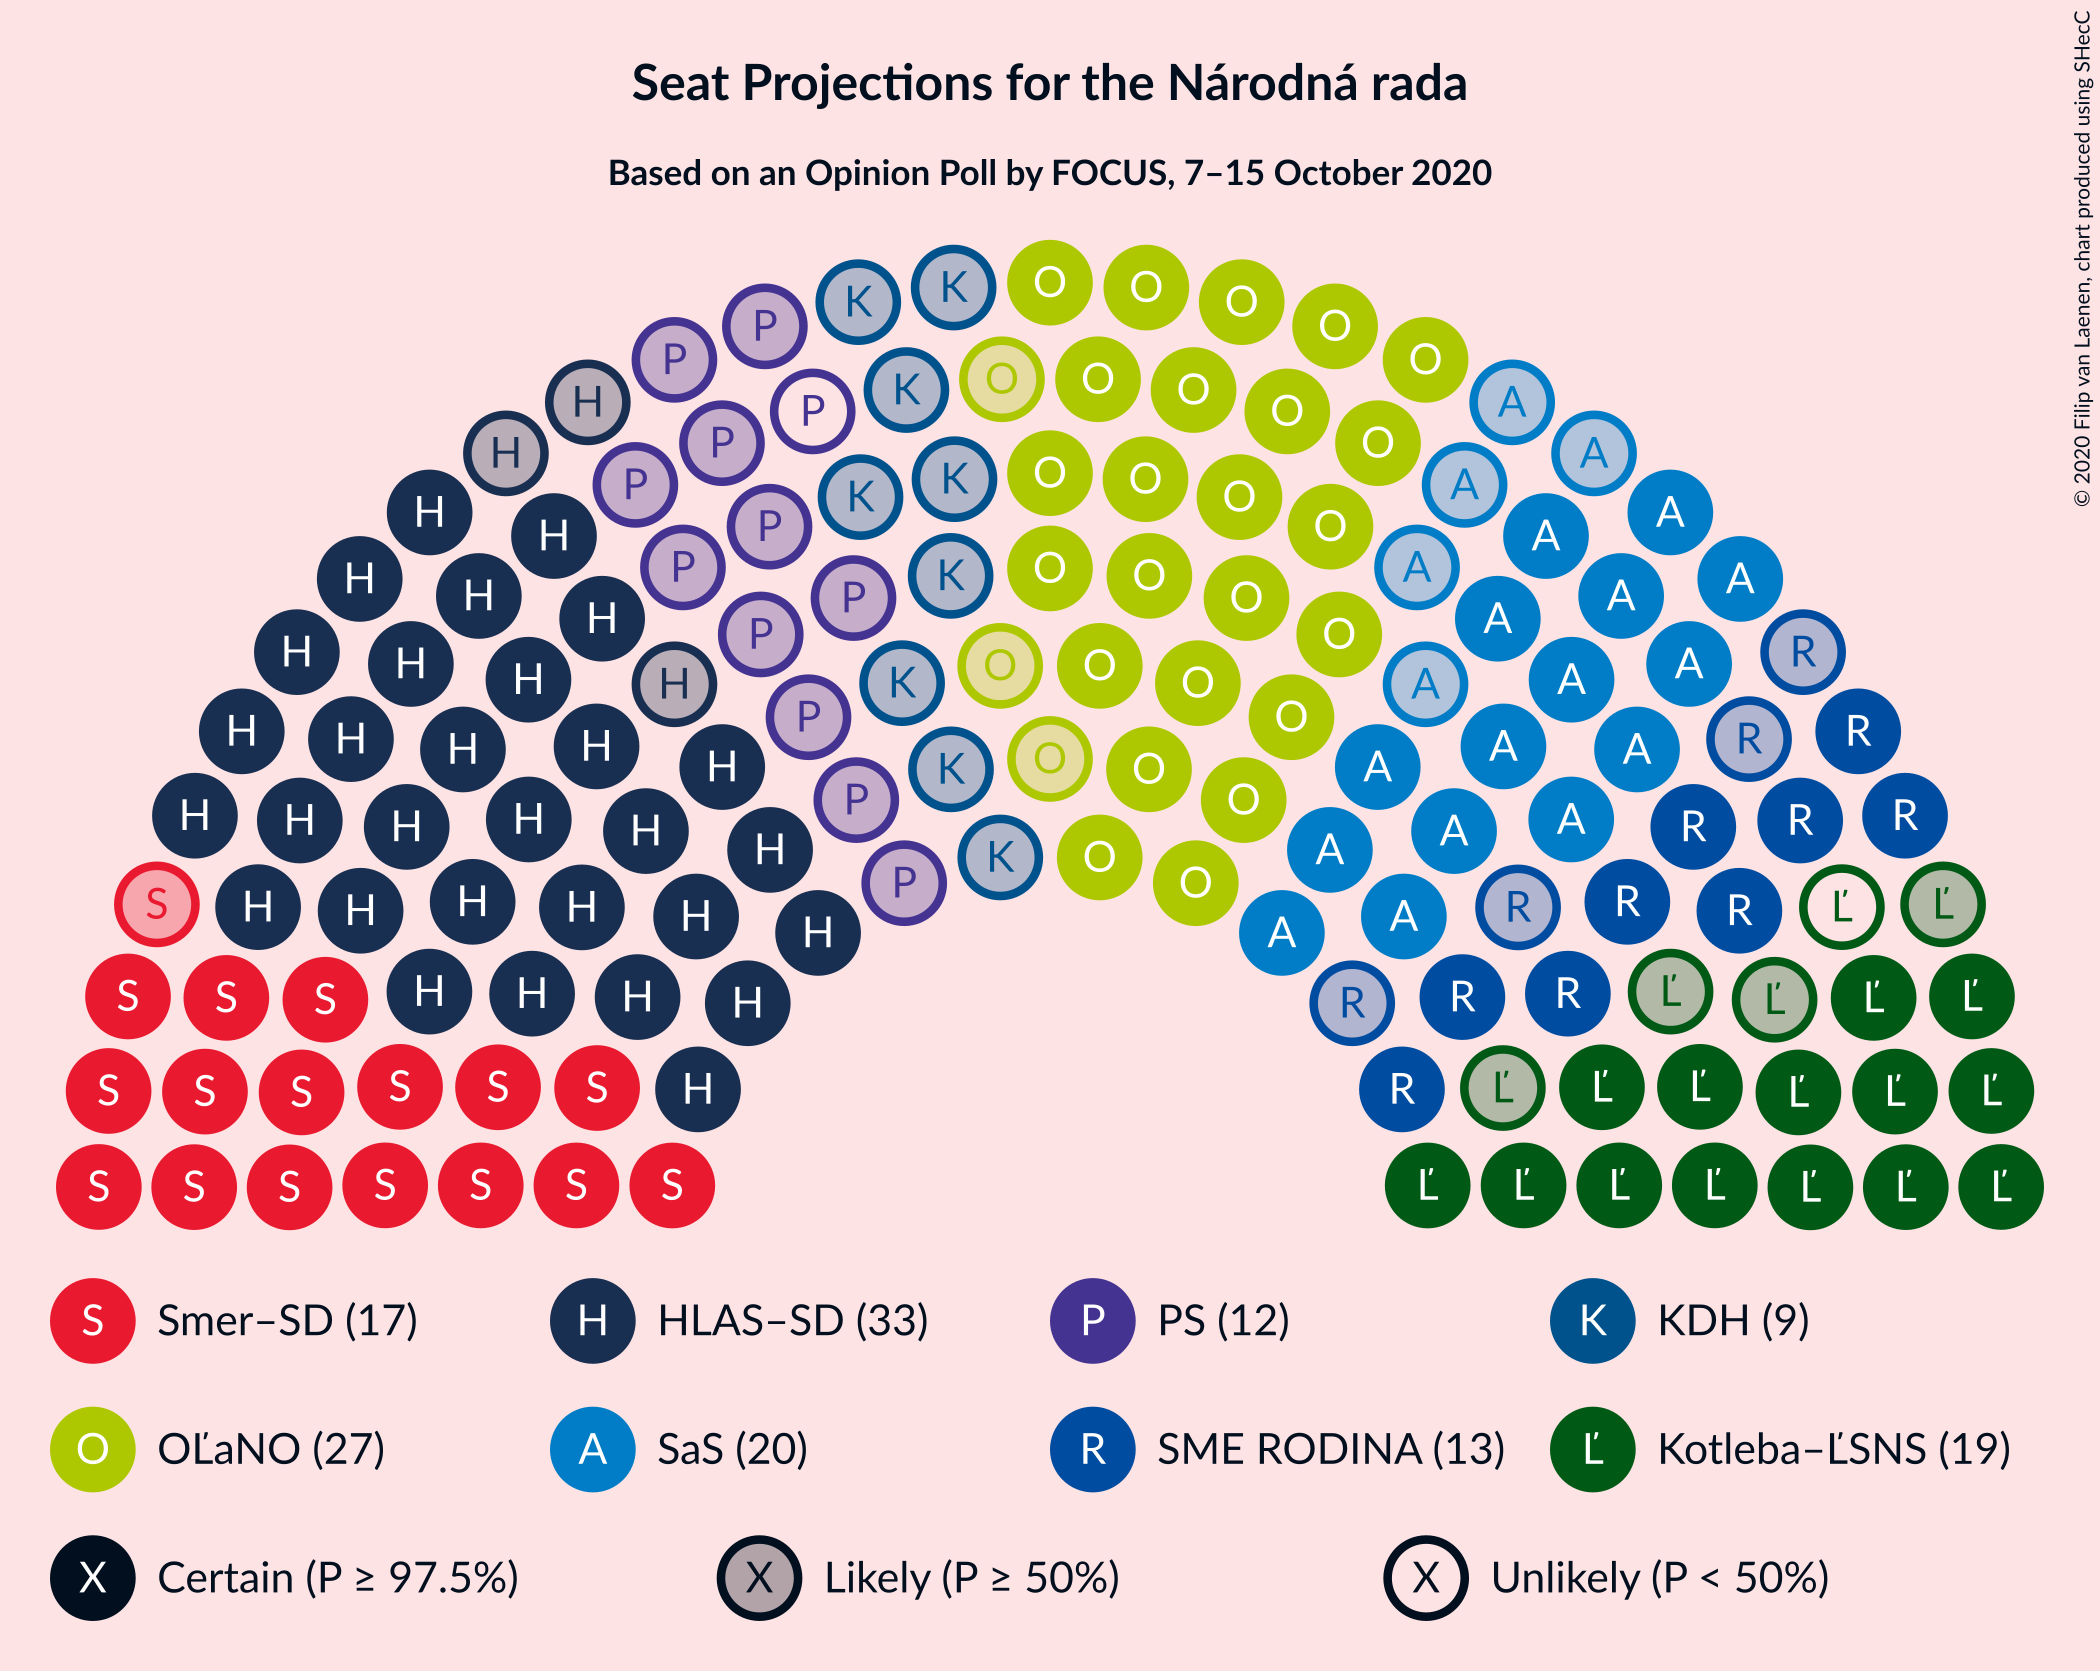 Seat Projections for the Národná rada
Based on an Opinion Poll by FOCUS, 7–15 October 2020
© 2020 Filip van Laenen, chart produced using SHecC
K O O O
P K O O
P O O O O
H P K O O A
H P O A
H P K K O O O A
H P P O A A
H H P K O O O A A
H H P P O O A A
H H H P K O O O A A R
H H H P K O O A A R R
H H H H P K O O A A A R R R
H H H H H P K O O A A A R R R
S H H H H H H P O A A R R R Ľ Ľ
S S S H H H H R R R Ľ Ľ Ľ Ľ
S S S S S S H R Ľ Ľ Ľ Ľ Ľ Ľ
S S S S S S S Ľ Ľ Ľ Ľ Ľ Ľ Ľ
S Smer–SD (17) H HLAS–SD (33) P PS (12) K KDH (9)
O OĽaNO (27) A SaS (20) R SME RODINA (13) Ľ Kotleba–ĽSNS (19)
X Certain (P ≥ 97.5%) X Likely (P ≥ 50%) X Unlikely (P < 50%)